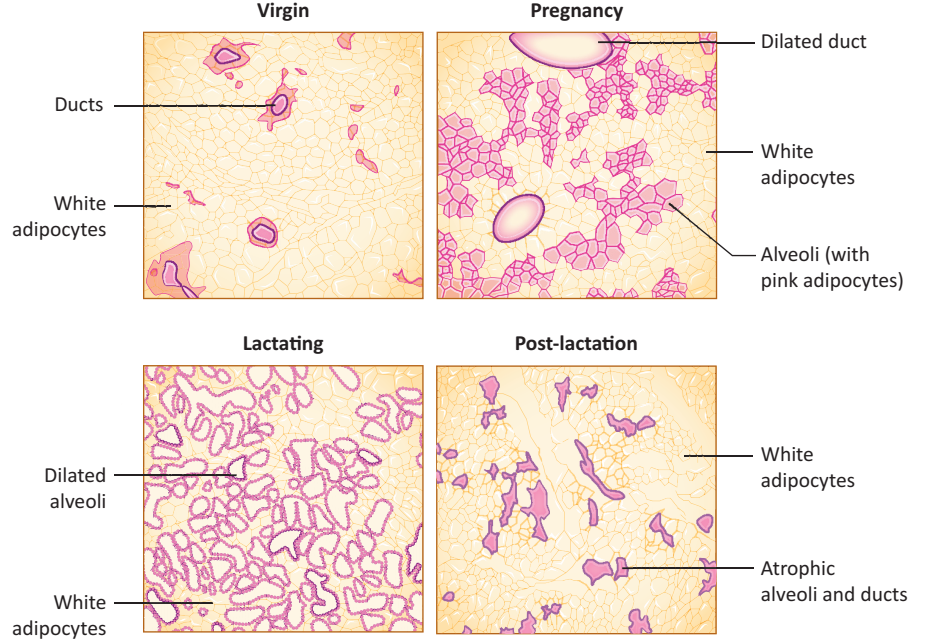 Virgin
Pregnancy
Ducts
White
adipocytes
Dilated duct
White
adipocytes
Alveoli (with
pink adipocytes)
Lactating
Post-lactation
Dilated
alveoli
White
adipocytes
White
adipocytes
Atrophic
alveoli and ducts